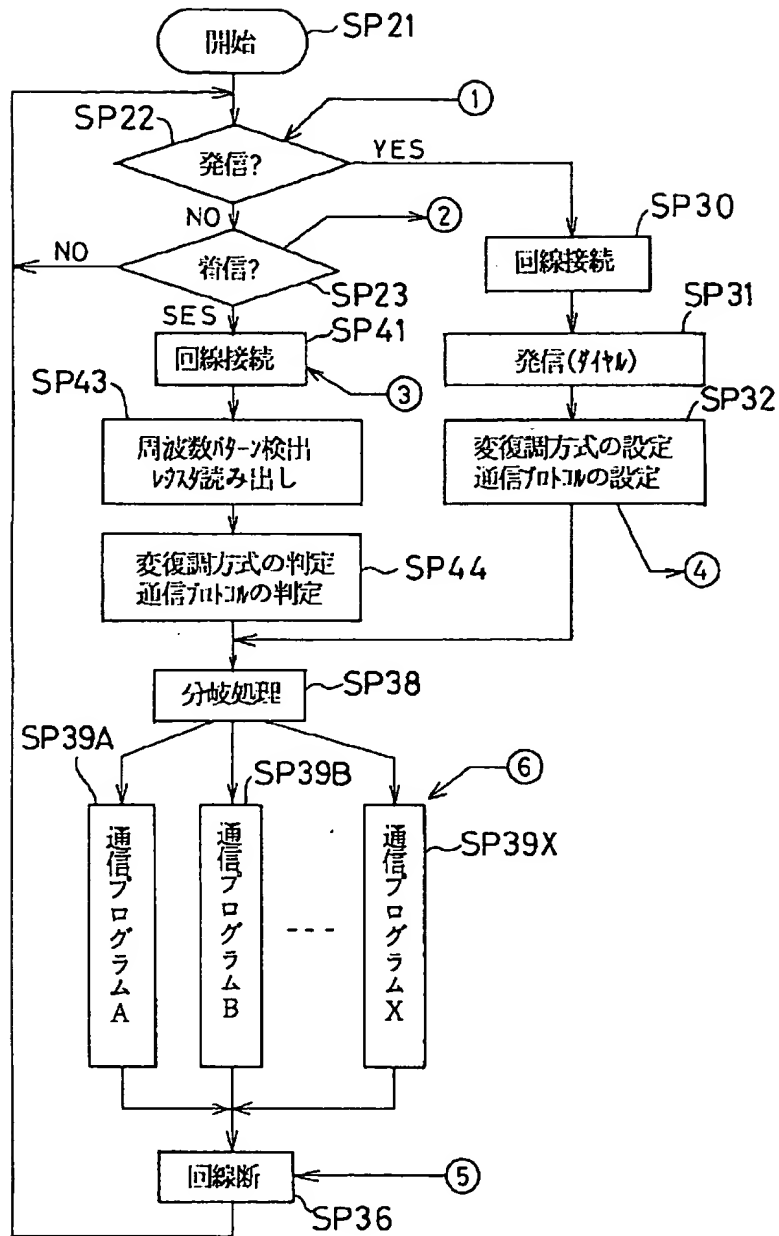 開始
SP21
①
SP22
発信?
YES
NO
②
SP30
回線接続
着信?
NO
SP23
SES
SP41
回線接続
③
SP31
発信(ダイヤル)
SP43
周波数パターン検出
レジスタ読み出し
SP32
変復調方式の設定
通信プロトコルの設定
④
変復調方式の判定
通信プロトコルの判定
SP44
分岐処理
SP38
SP39A
SP39B
⑥
SP39X
通信プログラムA
通信プログラムB
通信プログラムX
回線断
⑤
SP36